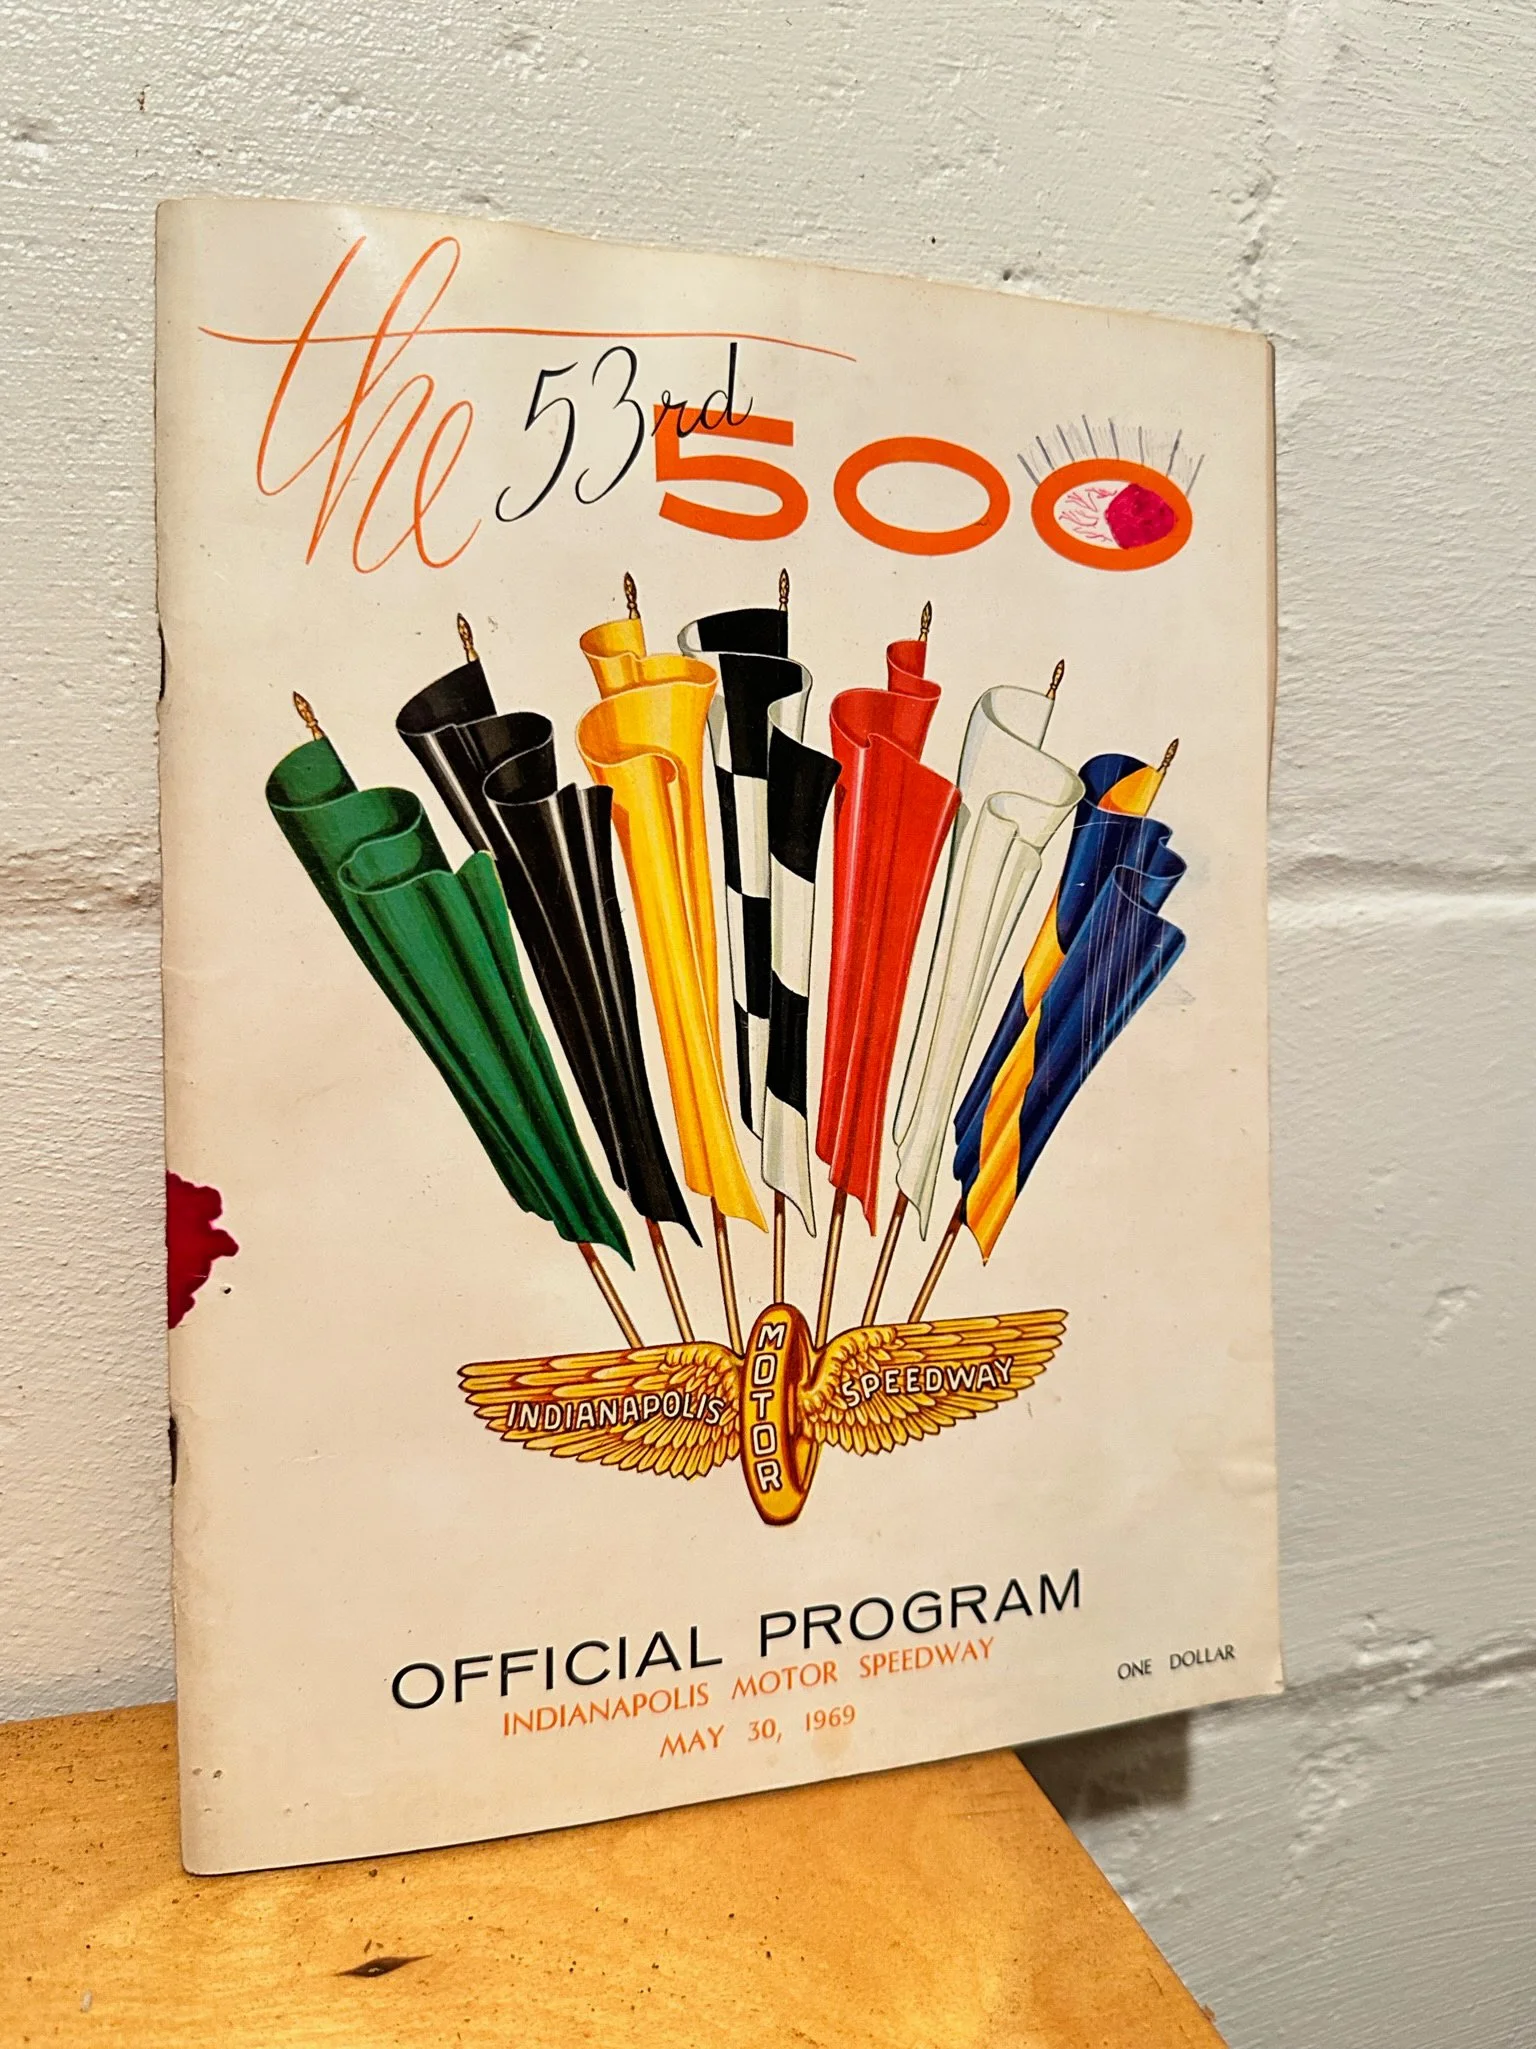 the 53rd 500
INDIANAPOLIS MOTOR SPEEDWAY
OFFICIAL PROGRAM
INDIANAPOLIS MOTOR SPEEDWAY
MAY 30, 1969
ONE DOLLAR